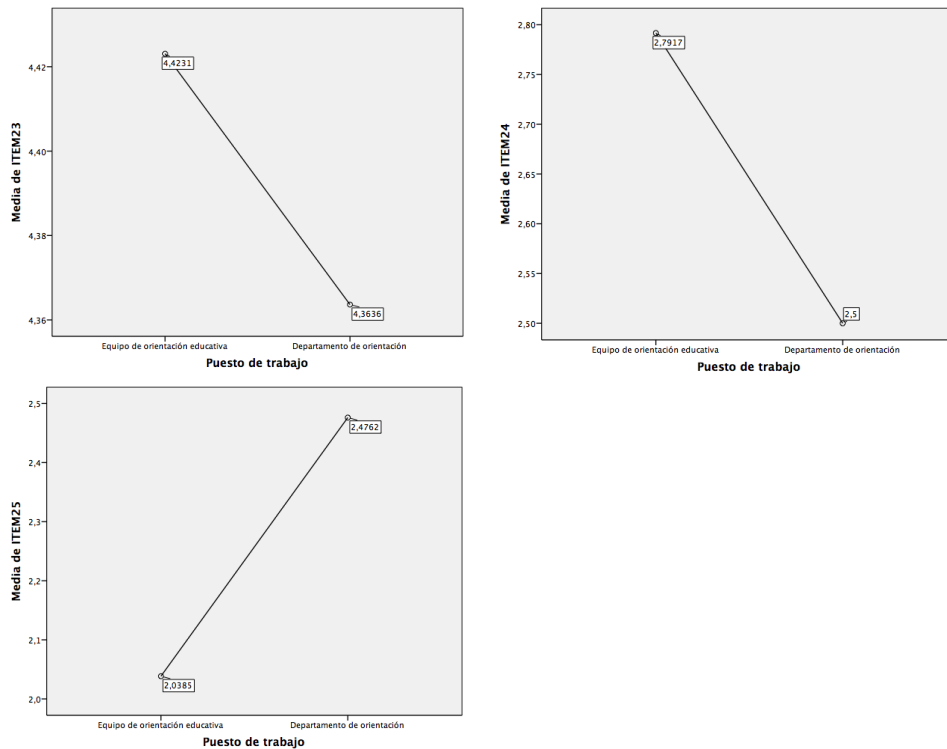 4,42
4,40
4,38
4,36
Media de ITEM23
4,4231
4,3636
Equipo de orientación educativa
Departamento de orientación
Puesto de trabajo
2,80
2,75
2,70
2,65
2,60
2,55
2,50
Media de ITEM24
2,7917
2,5
Equipo de orientación educativa
Departamento de orientación
Puesto de trabajo
2,5
2,4
2,3
2,2
2,1
2,0
Media de ITEM25
2,4762
2,0385
Equipo de orientación educativa
Departamento de orientación
Puesto de trabajo